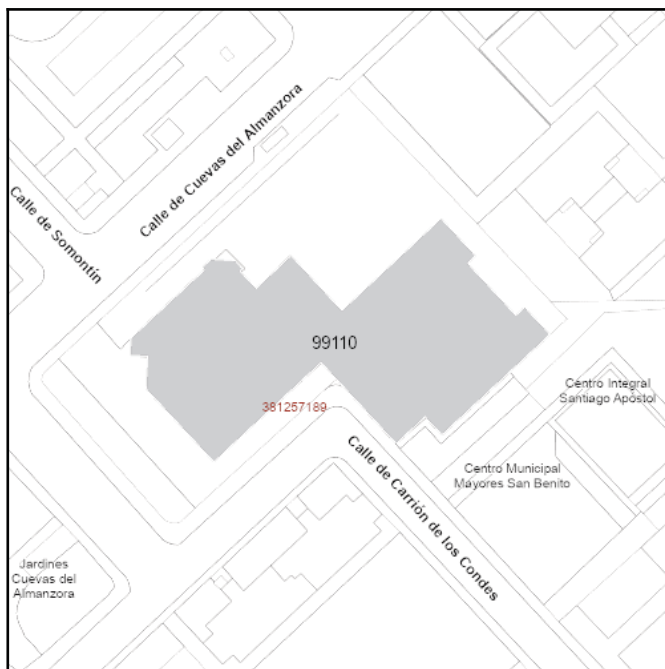 Calle de Cuevas del Almanzora
Calle de Somontín
99110
381257189
Centro Integral
Santiago Apóstol
Calle de Carrión de los Condes
Centro Municipal
Mayores San Benito
Jardines
Cuevas del
Almanzora